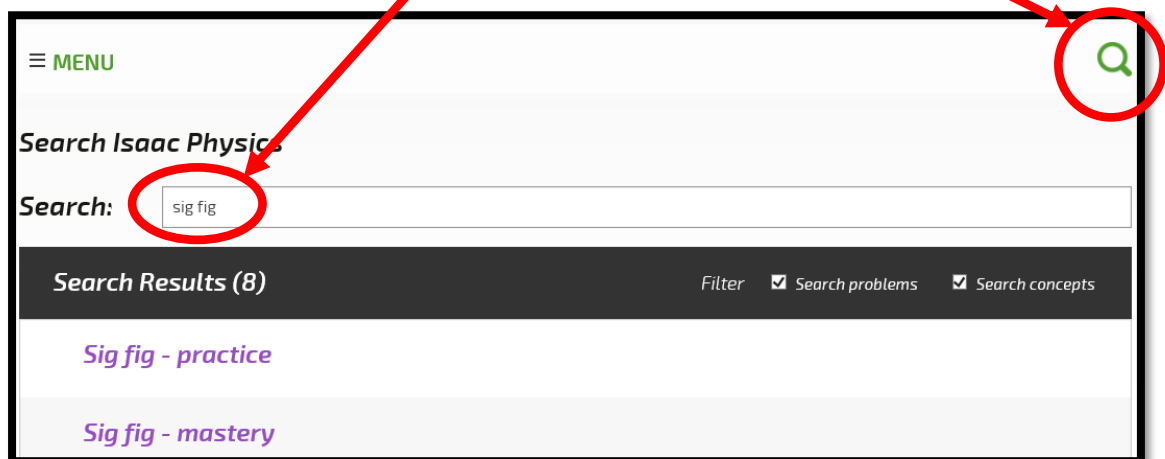 ≡ MENU
Search Isaac Physics
Search: sig fig
Search Results (8) Filter Search problems Search concepts
Sig fig - practice
Sig fig - mastery